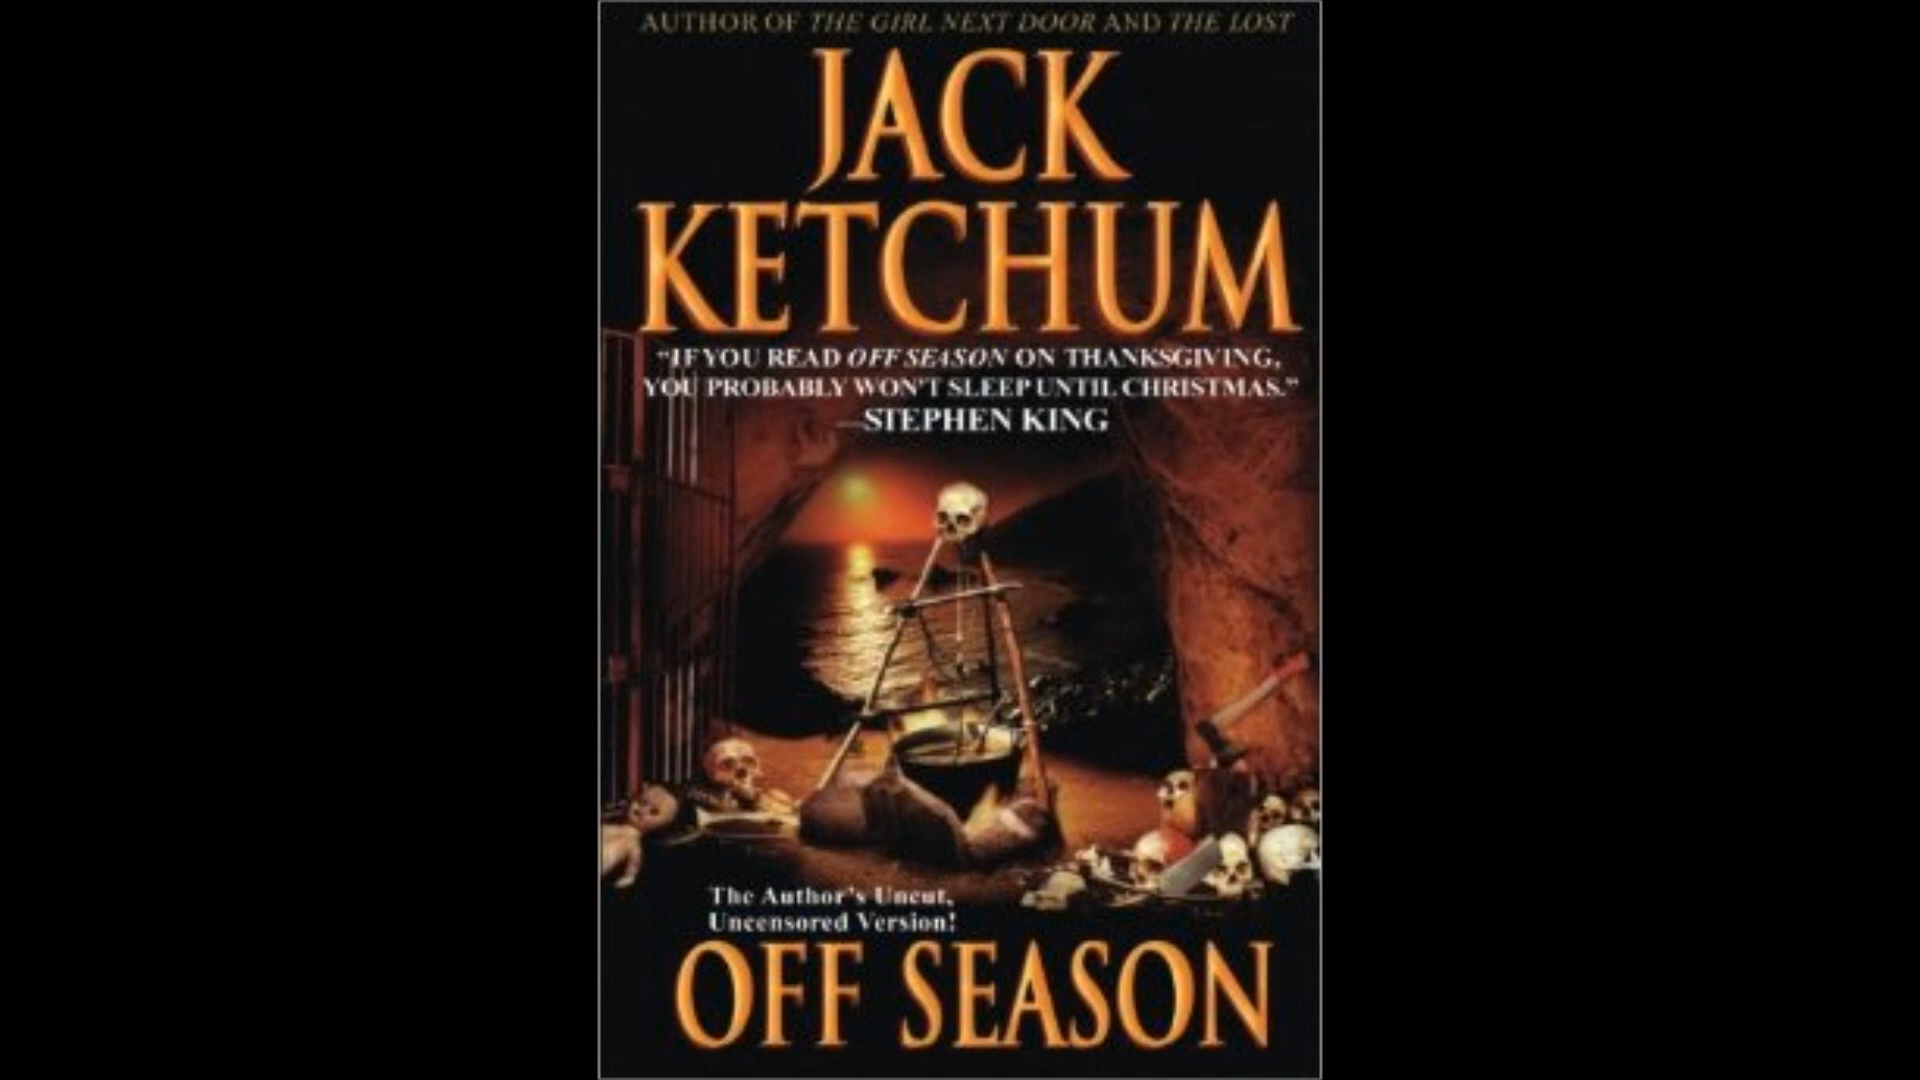 AUTHOR OF THE GIRL NEXT DOOR AND THE LOST
JACK
KETCHUM
“IF YOU READ OFF SEASON ON THANKSGIVING,
YOU PROBABLY WON'T SLEEP UNTIL CHRISTMAS.”
—STEPHEN KING
The Author's Uncut,
Uncensored Version!
OFF SEASON